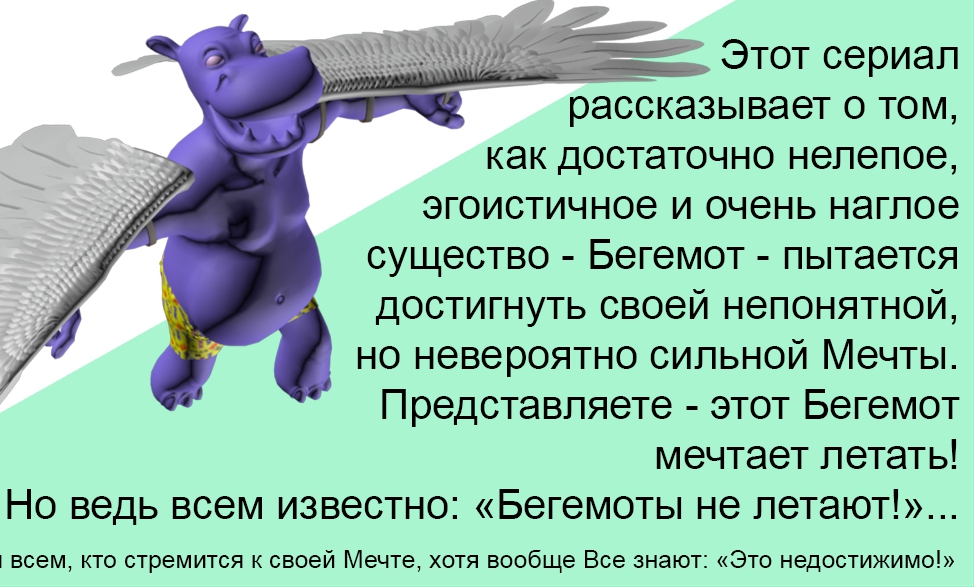 Этот сериал
рассказывает о том,
как достаточно нелепое,
эгоистичное и очень наглое
существо - Бегемот - пытается
достигнуть своей непонятной,
но невероятно сильной Мечты.
Представляете - этот Бегемот
мечтает летать!
Но ведь всем известно: «Бегемоты не летают!»...
всем, кто стремится к своей Мечте, хотя вообще Все знают: «Это недостижимо!»